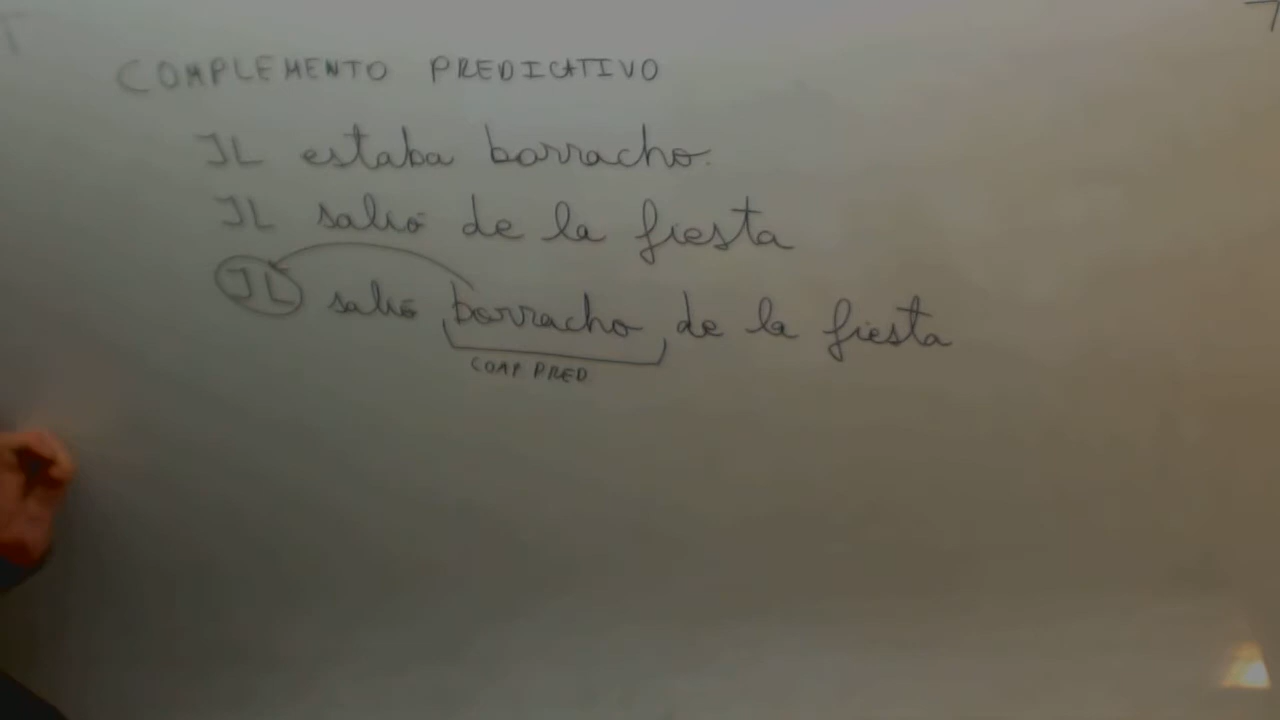 COMPLEMENTO PREDICATIVO
JL estaba borracho.
JL salió de la fiesta
JL salió borracho de la fiesta
COMP PRED